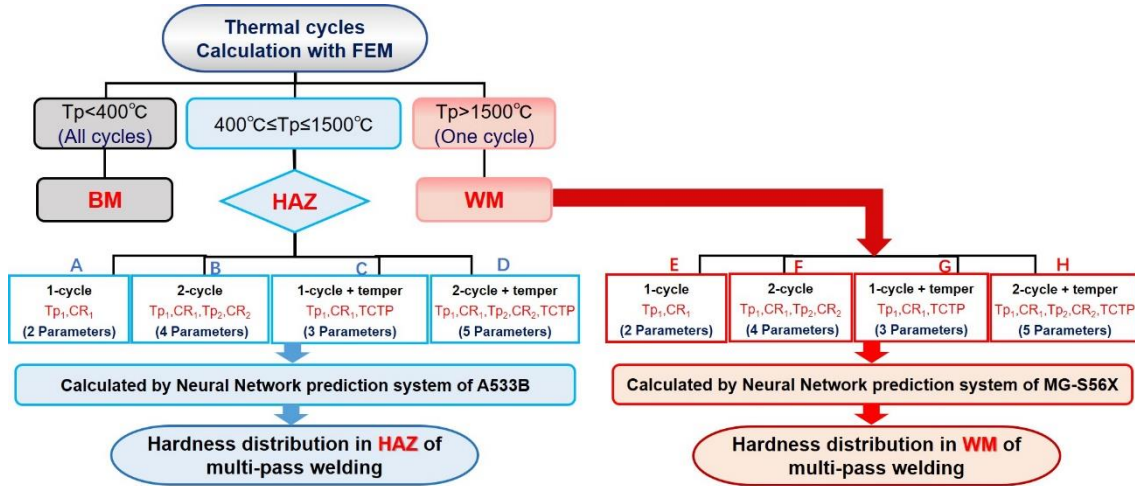 Thermal cycles
Calculation with FEM
Tp<400℃
(All cycles)
400℃≤Tp≤1500℃
Tp>1500℃
(One cycle)
BM
HAZ
WM
A
B
C
D
E
F
G
H
1-cycle
Tp₁,CR₁
(2 Parameters)
2-cycle
Tp₁,CR₁,Tp₂,CR₂
(4 Parameters)
1-cycle + temper
Tp₁,CR₁,TCTP
(3 Parameters)
2-cycle + temper
Tp₁,CR₁,Tp₂,CR₂,TCTP
(5 Parameters)
1-cycle
Tp₁,CR₁
(2 Parameters)
2-cycle
Tp₁,CR₁,Tp₂,CR₂
(4 Parameters)
1-cycle + temper
Tp₁,CR₁,TCTP
(3 Parameters)
2-cycle + temper
Tp₁,CR₁,Tp₂,CR₂,TCTP
(5 Parameters)
Calculated by Neural Network prediction system of A533B
Calculated by Neural Network prediction system of MG-S56X
Hardness distribution in HAZ of
multi-pass welding
Hardness distribution in WM of
multi-pass welding